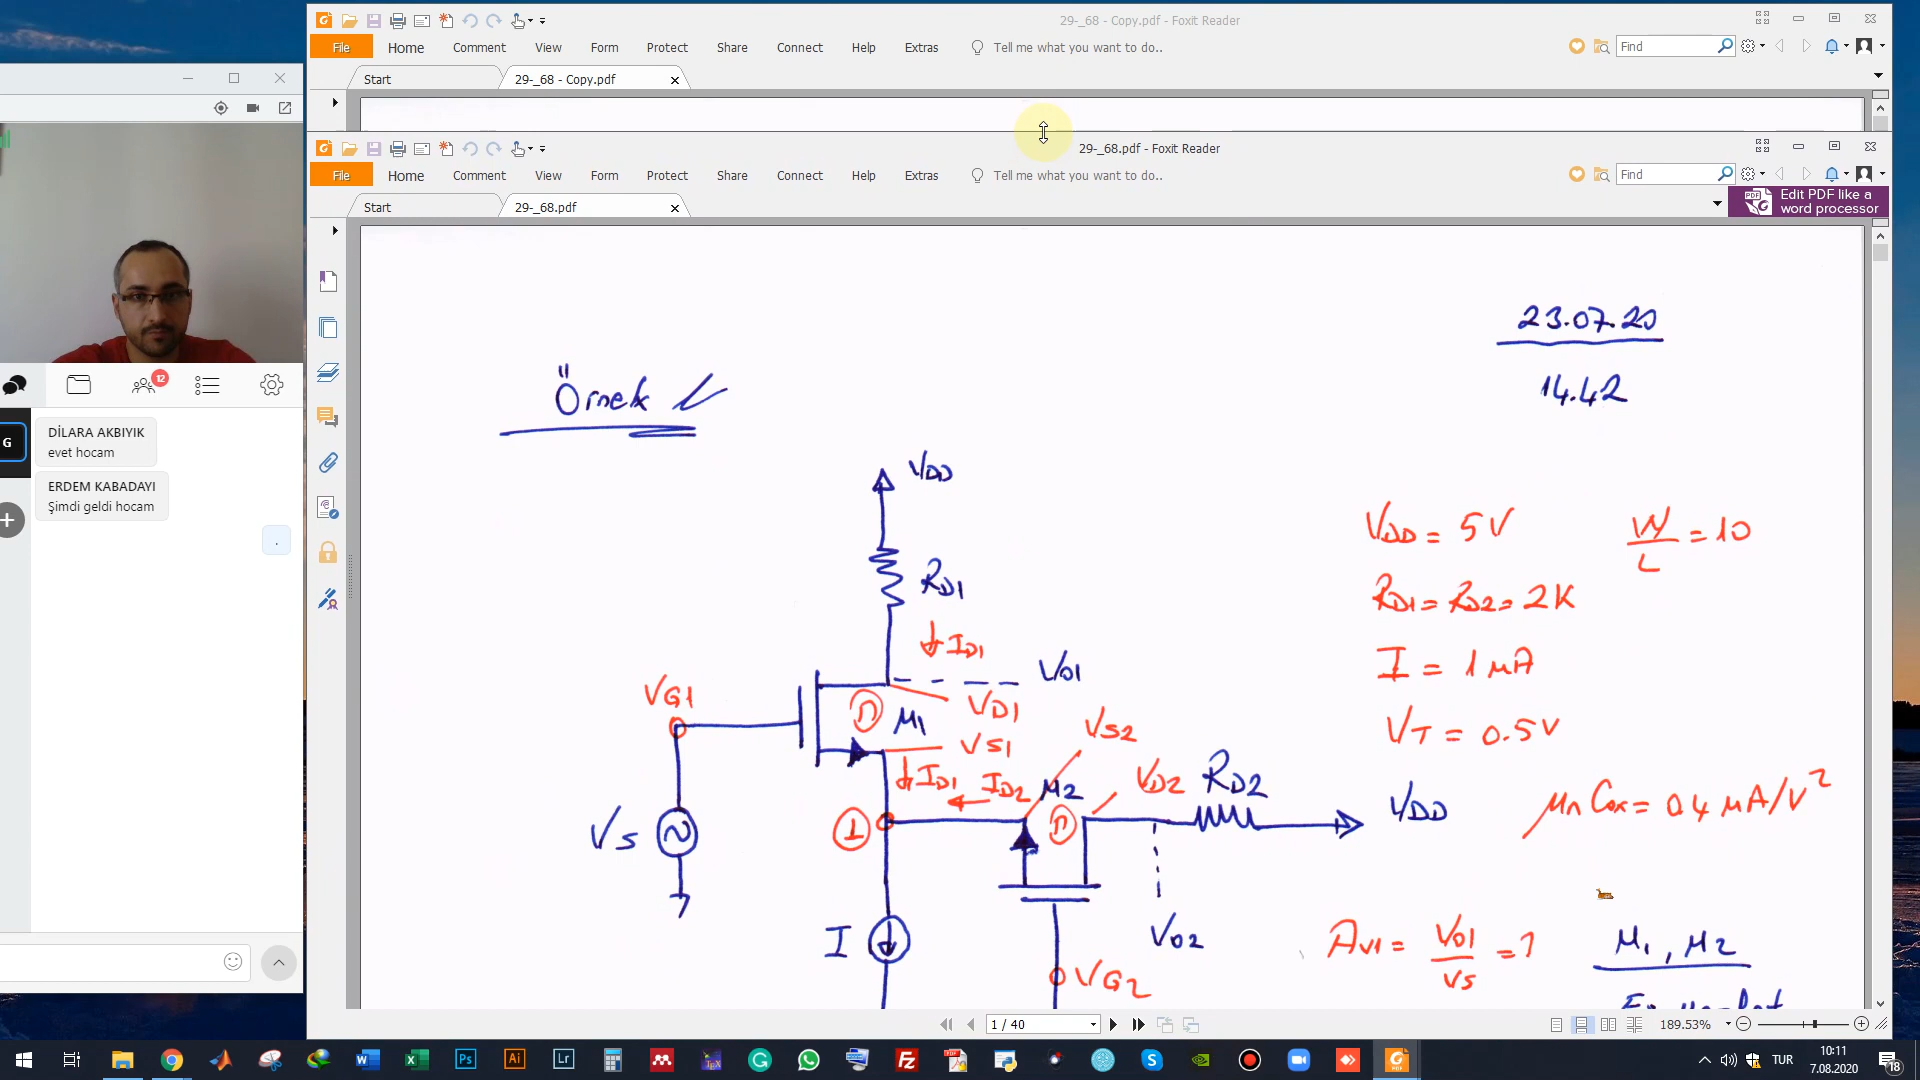 29-_68 - Copy.pdf - Foxit Reader
File Home Comment View Form Protect Share Connect Help Extras Tell me what you want to do.. Find
Start 29-_68 - Copy.pdf
29-_68.pdf - Foxit Reader
File Home Comment View Form Protect Share Connect Help Extras Tell me what you want to do.. Find
Start 29-_68.pdf
Edit PDF like a
word processor
12
G
DİLARA AKBIYIK
evet hocam
ERDEM KABADAYI
Şimdi geldi hocam
.
23.07.20
14.42
Örnek
VDD
RD1
ID1
VO1
VG1
VD1
M1
VS1
VS2
ID1
ID2
M2
VD2
RD2
VDD
VS
1
I
VO2
VG2
VDD = 5V
W/L = 10
RD1 = RD2 = 2K
I = 1 μA
VT = 0.5V
μn Cox = 0.4 μA/V²
AV1 = VO1/VS = ?
M1, M2
1 / 40
189.53%
TUR
10:11
7.08.2020
18